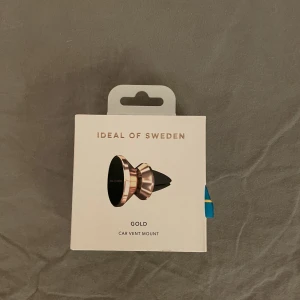 IDEAL OF SWEDEN
GOLD
CAR VENT MOUNT